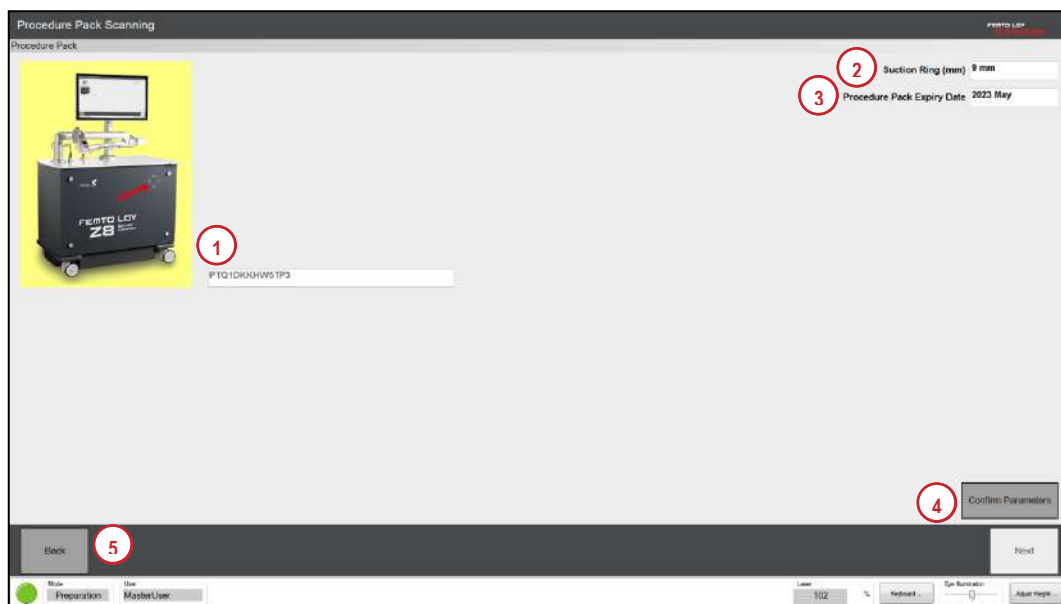 Procedure Pack Scanning
FEMTO LDV
Procedure Pack
2 Suction Ring (mm) 9 mm
3 Procedure Pack Expiry Date 2023 May
FEMTO LDV
Z8
1
4 Confirm Parameters
Back 5 Next
Mode User Laser Eye Illumination
Preparation MasterUser 102 % Keyboard ... Adjust Height ...